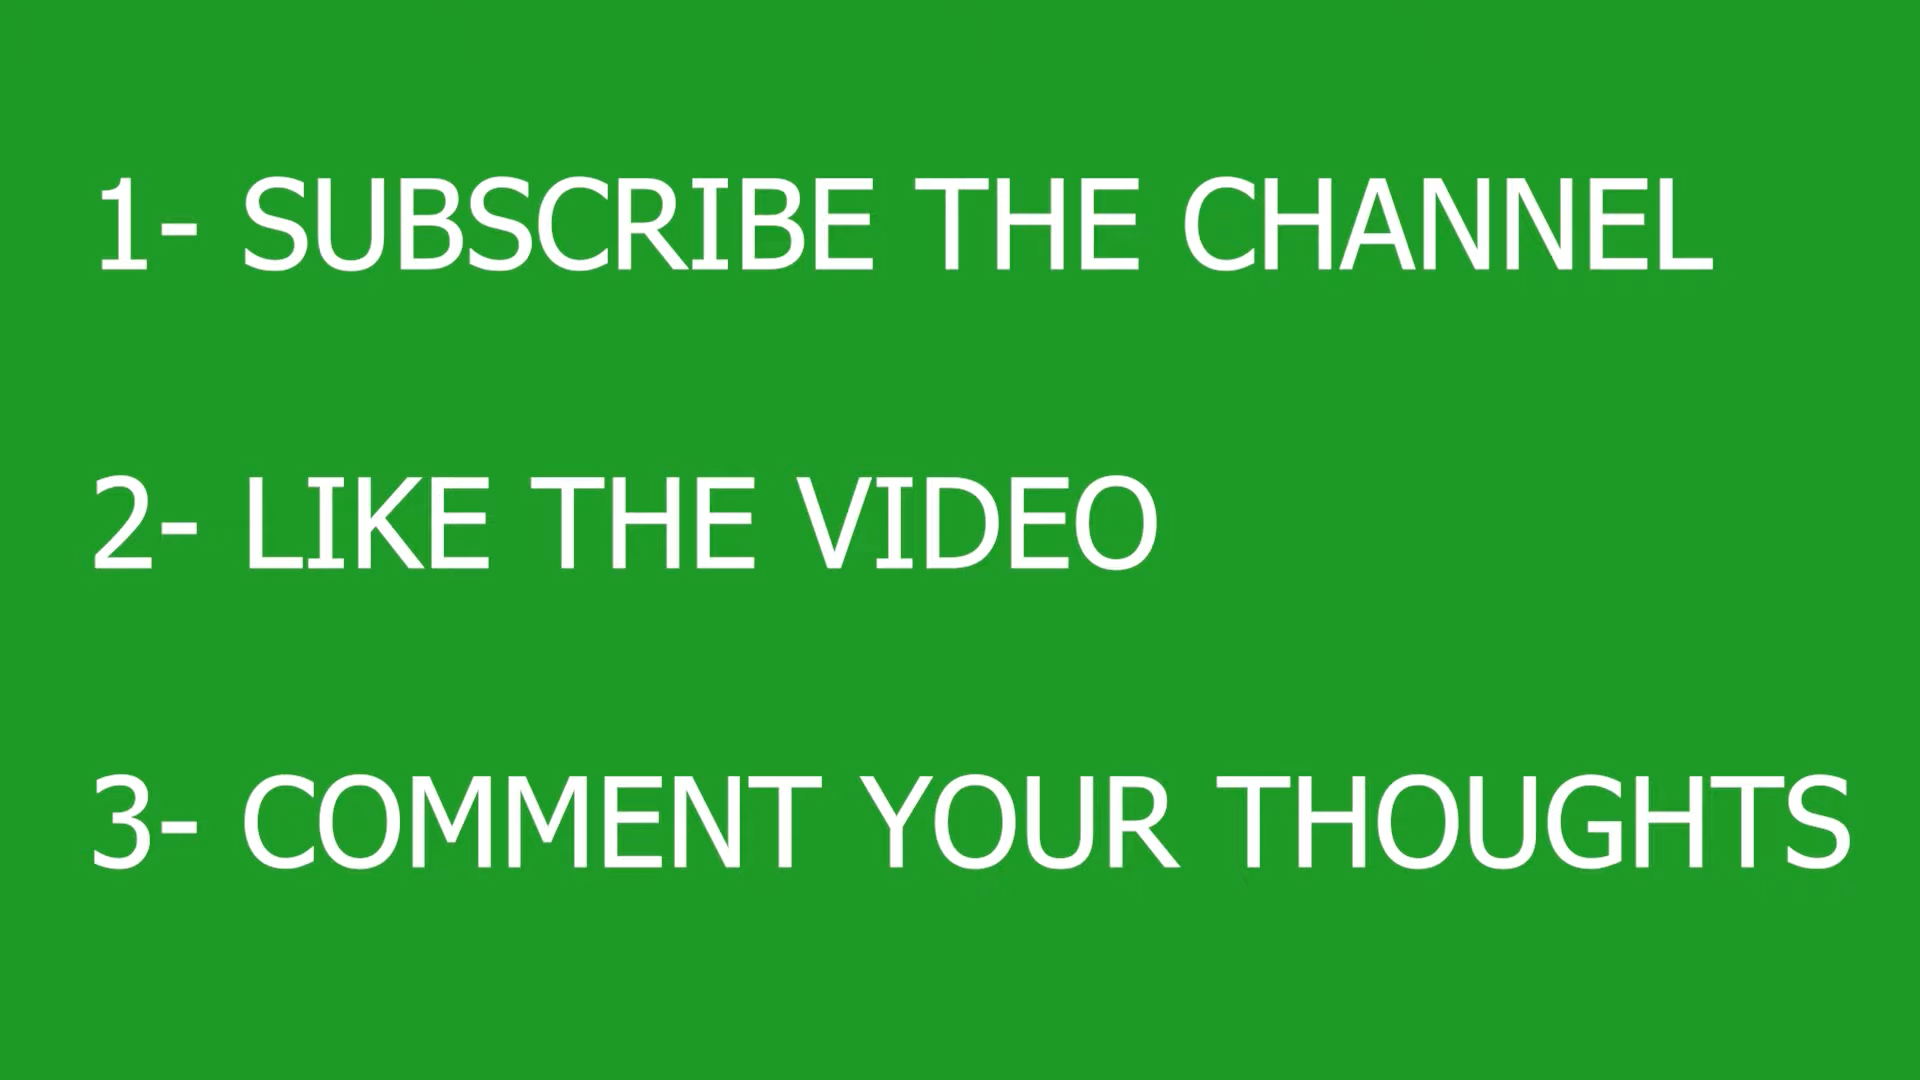 1- SUBSCRIBE THE CHANNEL
2- LIKE THE VIDEO
3- COMMENT YOUR THOUGHTS